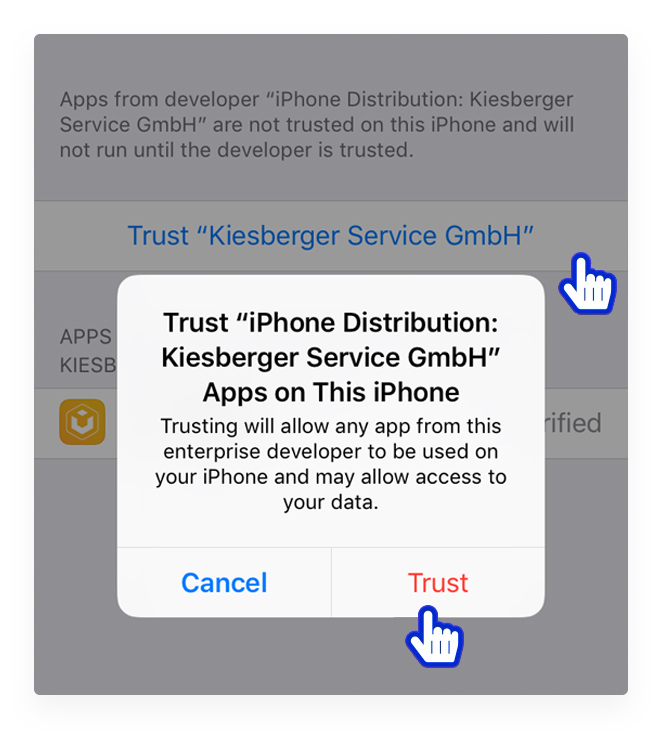 Apps from developer “iPhone Distribution: Kiesberger
Service GmbH” are not trusted on this iPhone and will
not run until the developer is trusted.
Trust “Kiesberger Service GmbH”
Trust “iPhone Distribution:
Kiesberger Service GmbH”
Apps on This iPhone
Trusting will allow any app from this
enterprise developer to be used on
your iPhone and may allow access to
your data.
APPS
KIESB
rified
Cancel
Trust